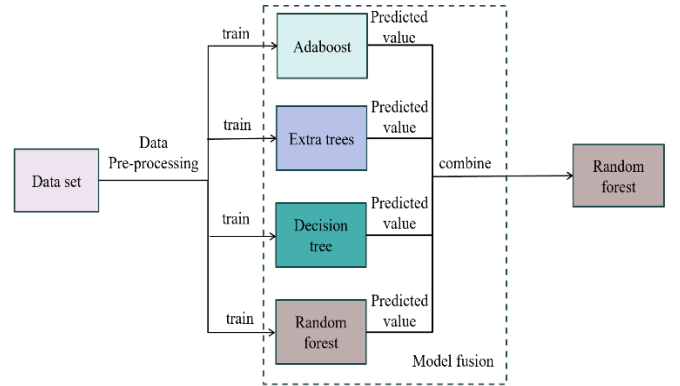 Data set
Data
Pre-processing
train
Adaboost
Predicted
value
train
Extra trees
Predicted
value
train
Decision
tree
Predicted
value
train
Random
forest
Predicted
value
combine
Model fusion
Random
forest